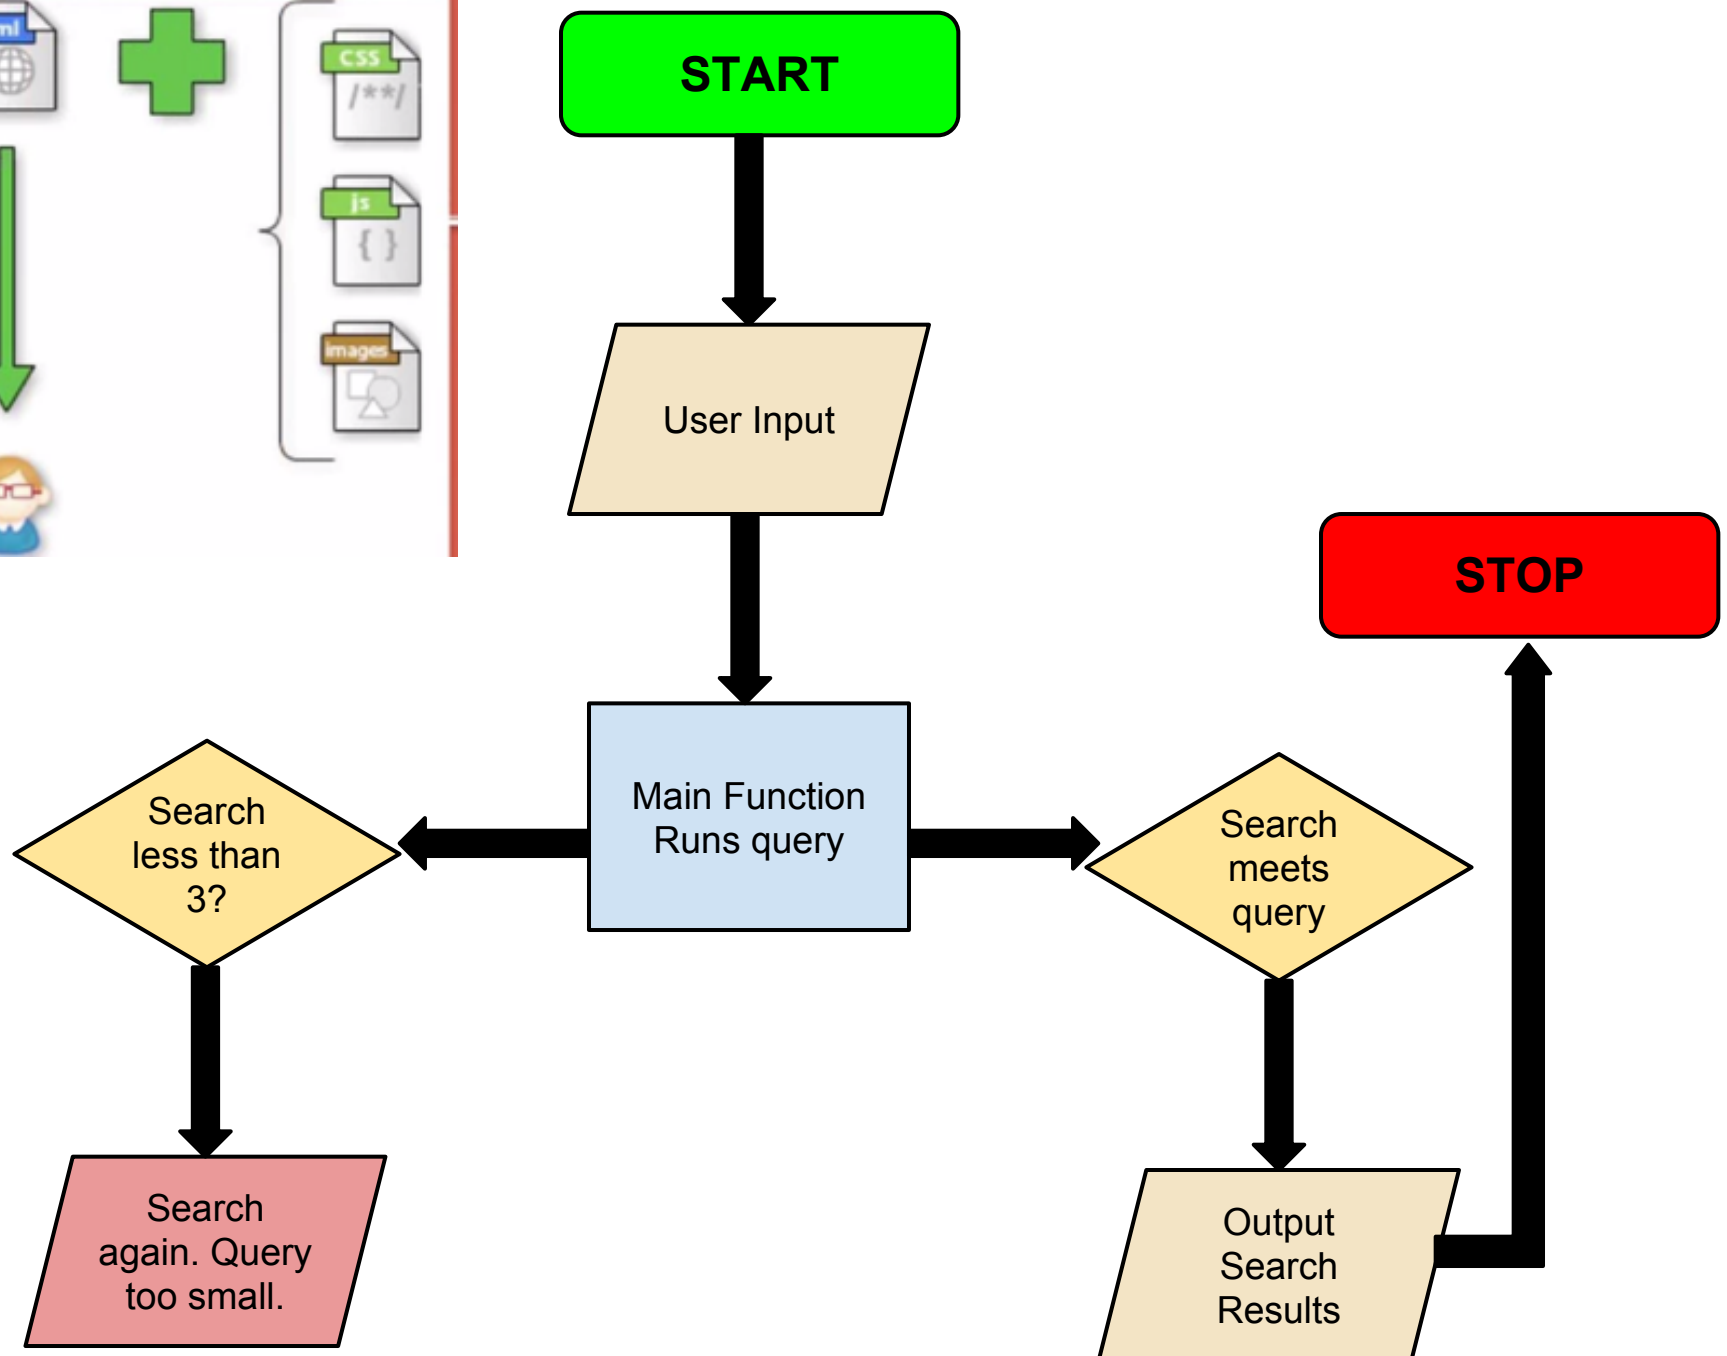 ml
CSS
/**/
js
{ }
images
START
User Input
STOP
Main Function
Runs query
Search
less than
3?
Search
meets
query
Search
again. Query
too small.
Output
Search
Results